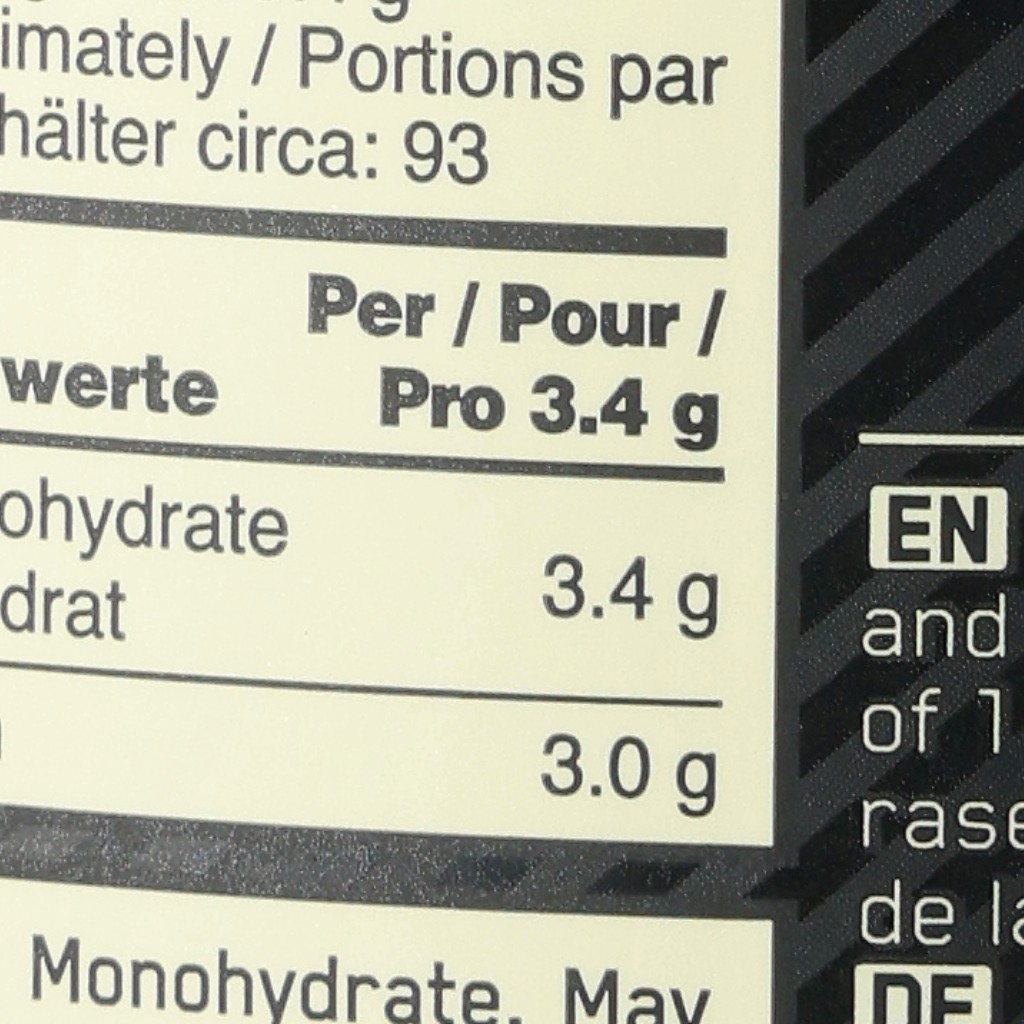 imately / Portions par
hälter circa: 93
Per / Pour /
werte Pro 3.4 g
ohydrate
drat 3.4 g
3.0 g
Monohydrate. May
EN
and
of 1
rase
de la
DE